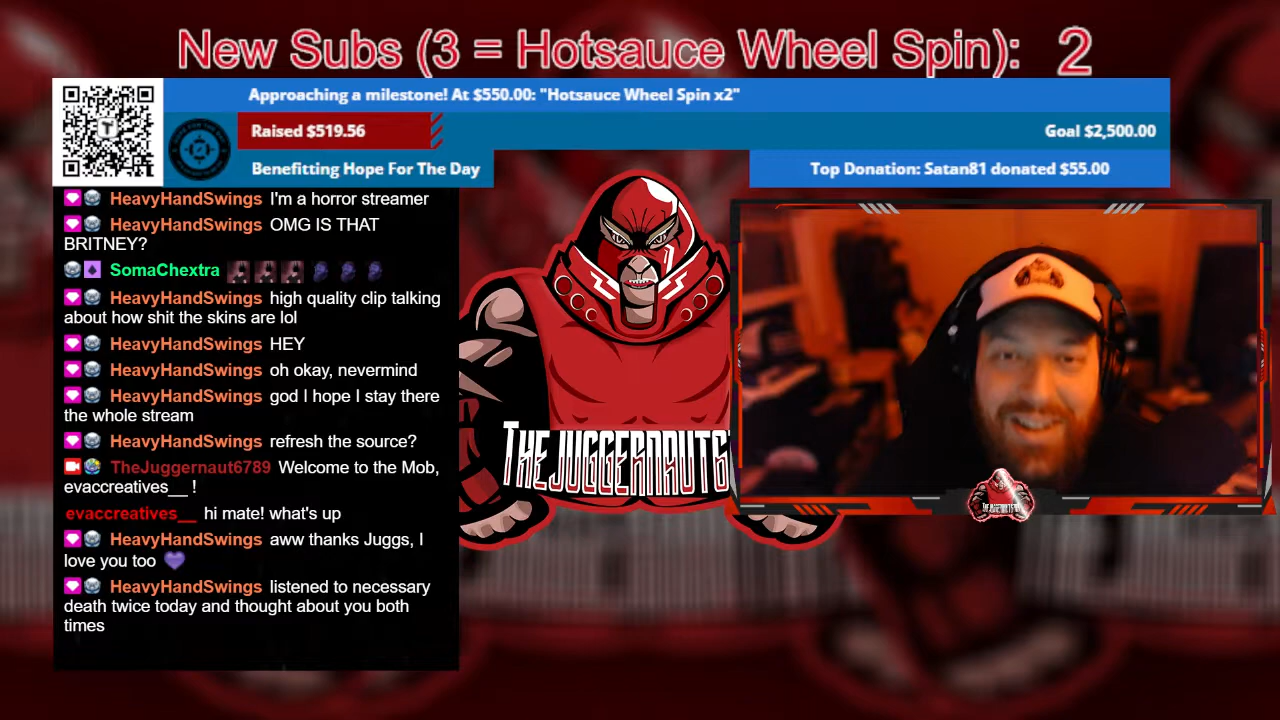 New Subs (3 = Hotsauce Wheel Spin): 2
Approaching a milestone! At $550.00: "Hotsauce Wheel Spin x2"
Raised $519.56
Goal $2,500.00
Benefitting Hope For The Day
Top Donation: Satan81 donated $55.00
HeavyHandSwings I'm a horror streamer
HeavyHandSwings OMG IS THAT
BRITNEY?
SomaChextra
HeavyHandSwings high quality clip talking
about how shit the skins are lol
HeavyHandSwings HEY
HeavyHandSwings oh okay, nevermind
HeavyHandSwings god I hope I stay there
the whole stream
HeavyHandSwings refresh the source?
TheJuggernaut6789 Welcome to the Mob,
evaccreatives__ !
evaccreatives__ hi mate! what's up
HeavyHandSwings aww thanks Juggs, I
love you too 💜
HeavyHandSwings listened to necessary
death twice today and thought about you both
times
THEJUGGERNAUT6